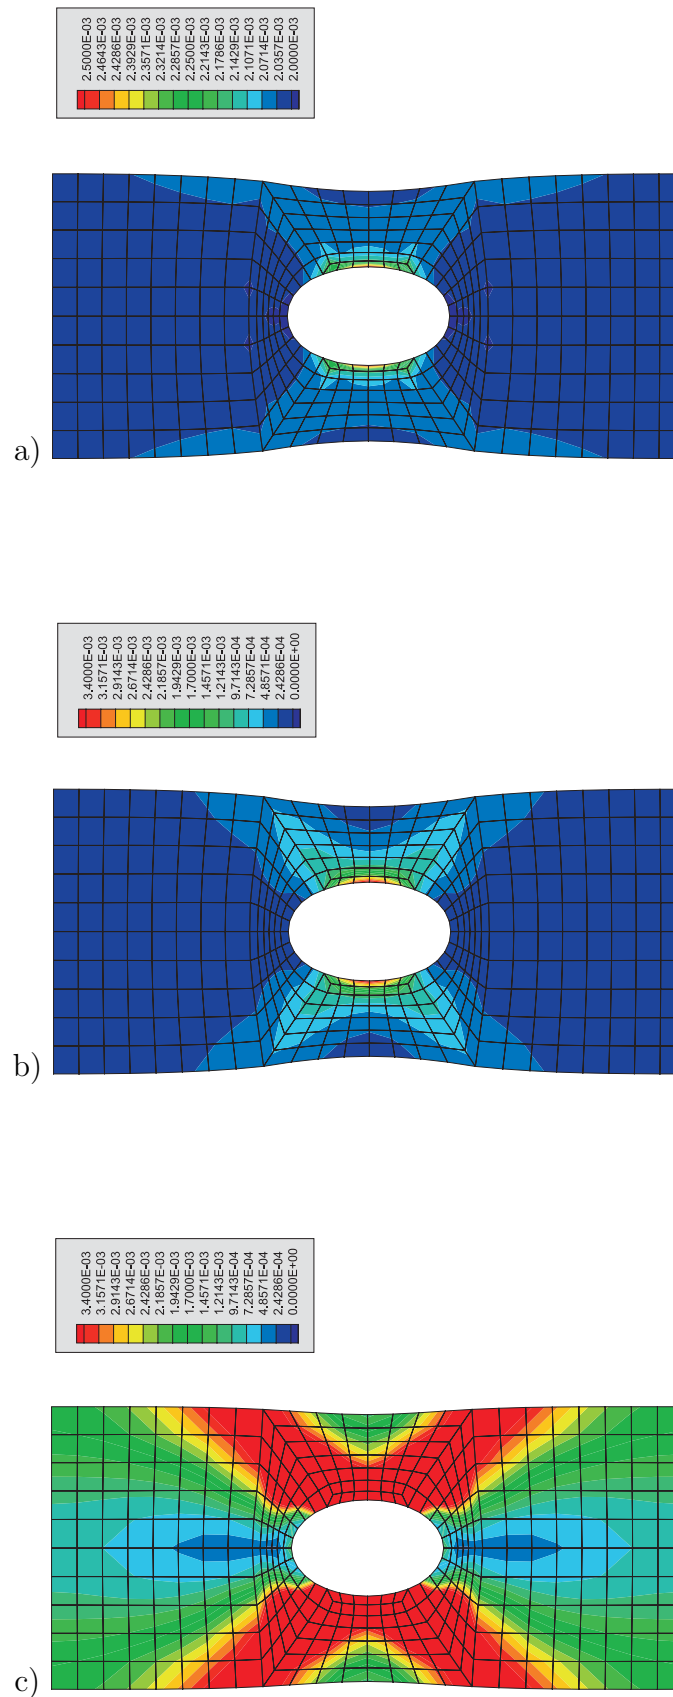 2.5000E-03
2.4643E-03
2.4286E-03
2.3929E-03
2.3571E-03
2.3214E-03
2.2857E-03
2.2500E-03
2.2143E-03
2.1786E-03
2.1429E-03
2.1071E-03
2.0714E-03
2.0357E-03
2.0000E-03
a)
3.4000E-03
3.1571E-03
2.9143E-03
2.6714E-03
2.4286E-03
2.1857E-03
1.9429E-03
1.7000E-03
1.4571E-03
1.2143E-03
9.7143E-04
7.2857E-04
4.8571E-04
2.4286E-04
0.0000E+00
b)
3.4000E-03
3.1571E-03
2.9143E-03
2.6714E-03
2.4286E-03
2.1857E-03
1.9429E-03
1.7000E-03
1.4571E-03
1.2143E-03
9.7143E-04
7.2857E-04
4.8571E-04
2.4286E-04
0.0000E+00
c)